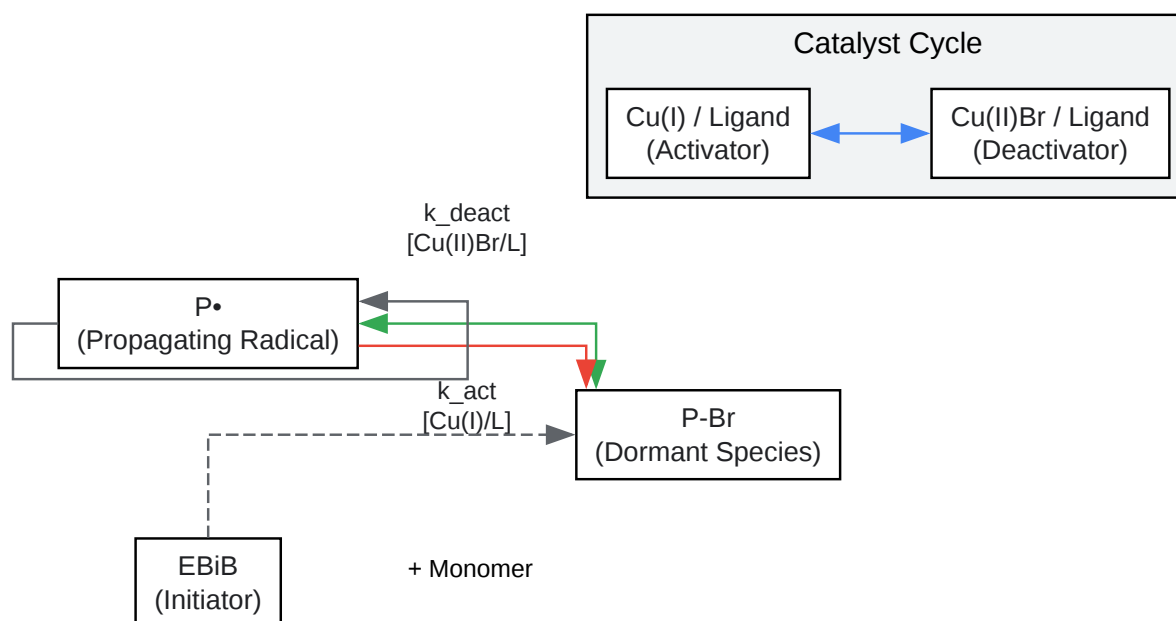 Catalyst Cycle
Cu(I) / Ligand
(Activator)
Cu(II)Br / Ligand
(Deactivator)
k_deact
[Cu(II)Br/L]
P•
(Propagating Radical)
k_act
[Cu(I)/L]
P-Br
(Dormant Species)
EBiB
(Initiator)
+ Monomer